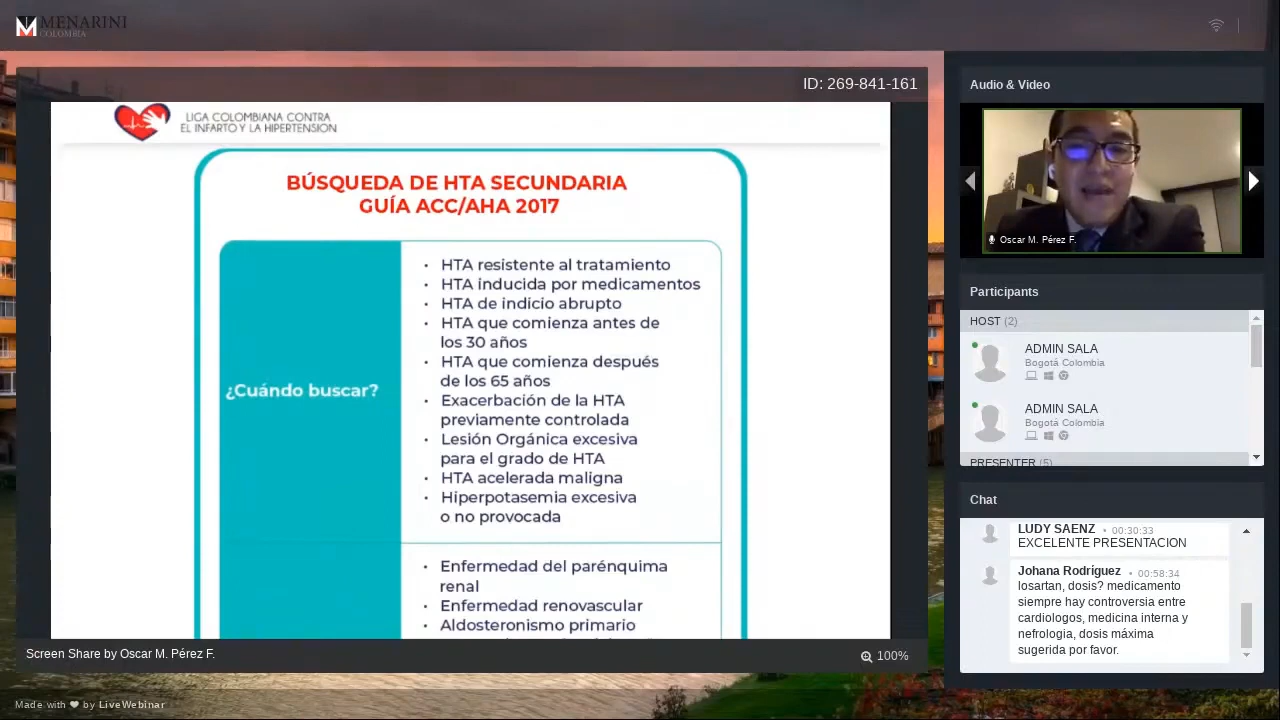 MENARINI
COLOMBIA
ID: 269-841-161
LIGA COLOMBIANA CONTRA
EL INFARTO Y LA HIPERTENSION
BÚSQUEDA DE HTA SECUNDARIA
GUÍA ACC/AHA 2017
¿Cuándo buscar?
• HTA resistente al tratamiento
• HTA inducida por medicamentos
• HTA de indicio abrupto
• HTA que comienza antes de
los 30 años
• HTA que comienza después
de los 65 años
• Exacerbación de la HTA
previamente controlada
• Lesión Orgánica excesiva
para el grado de HTA
• HTA acelerada maligna
• Hiperpotasemia excesiva
o no provocada
• Enfermedad del parénquima
renal
• Enfermedad renovascular
• Aldosteronismo primario
Screen Share by Oscar M. Pérez F.
100%
Audio & Video
Oscar M. Pérez F.
Participants
HOST (2)
ADMIN SALA
Bogotá Colombia
ADMIN SALA
Bogotá Colombia
PRESENTER (5)
Chat
LUDY SAENZ • 00:30:33
EXCELENTE PRESENTACION
Johana Rodríguez • 00:58:34
losartan, dosis? medicamento
siempre hay controversia entre
cardiologos, medicina interna y
nefrologia, dosis máxima
sugerida por favor.
Made with ❤ by LiveWebinar